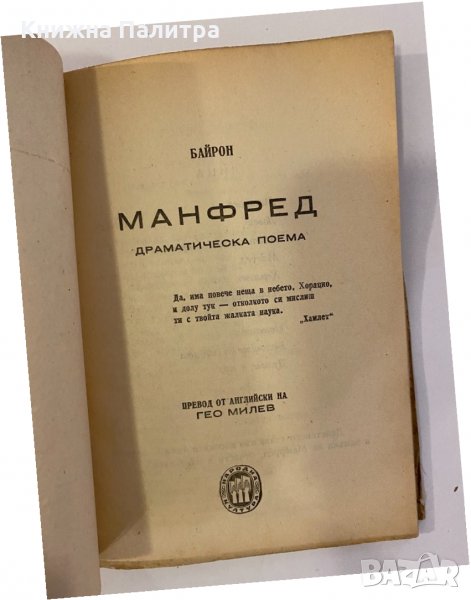 Книжна Палитра
БАЙРОН
МАНФРЕД
ДРАМАТИЧЕСКА ПОЕМА
Да, има повече неща в небето, Хорацио,
и долу тук — отколкото си мислиш
ти с твойта жалката наука.
„Хамлет“
ПРЕВОД ОТ АНГЛИЙСКИ НА
ГЕО МИЛЕВ
НАРОДНА
BAZAR